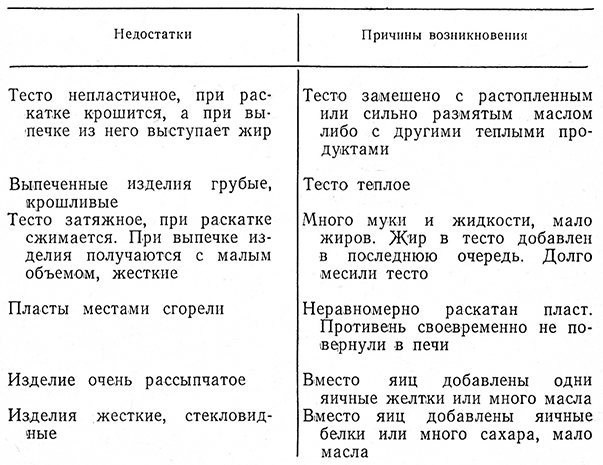 Недостатки
Причины возникновения
Тесто непластичное, при рас-
катке крошится, а при вы-
печке из него выступает жир
Тесто замешено с растопленным
или сильно размятым маслом
либо с другими теплыми про-
дуктами
Выпеченные изделия грубые,
крошливые
Тесто теплое
Тесто затяжное, при раскатке
сжимается. При выпечке из-
делия получаются с малым
объемом, жесткие
Много муки и жидкости, мало
жиров. Жир в тесто добавлен
в последнюю очередь. Долго
месили тесто
Пласты местами сгорели
Неравномерно раскатан пласт.
Противень своевременно не по-
вернули в печи
Изделие очень рассыпчатое
Вместо яиц добавлены одни
яичные желтки или много масла
Изделия жесткие, стекловид-
ные
Вместо яиц добавлены яичные
белки или много сахара, мало
масла